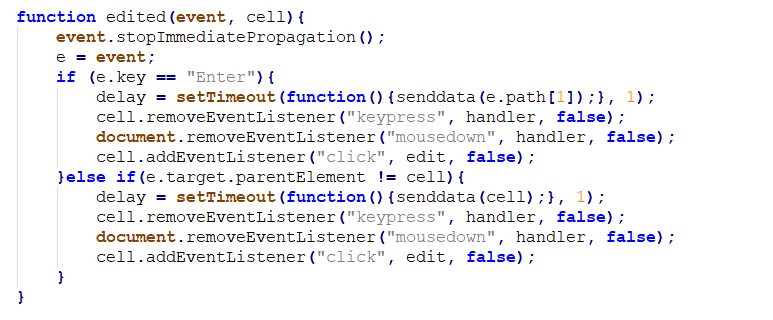 function edited(event, cell){
event.stopImmediatePropagation();
e = event;
if (e.key == "Enter"){
delay = setTimeout(function(){senddata(e.path[1]);}, 1);
cell.removeEventListener("keypress", handler, false);
document.removeEventListener("mousedown", handler, false);
cell.addEventListener("click", edit, false);
}else if(e.target.parentElement != cell){
delay = setTimeout(function(){senddata(cell);}, 1);
cell.removeEventListener("keypress", handler, false);
document.removeEventListener("mousedown", handler, false);
cell.addEventListener("click", edit, false);
}
}